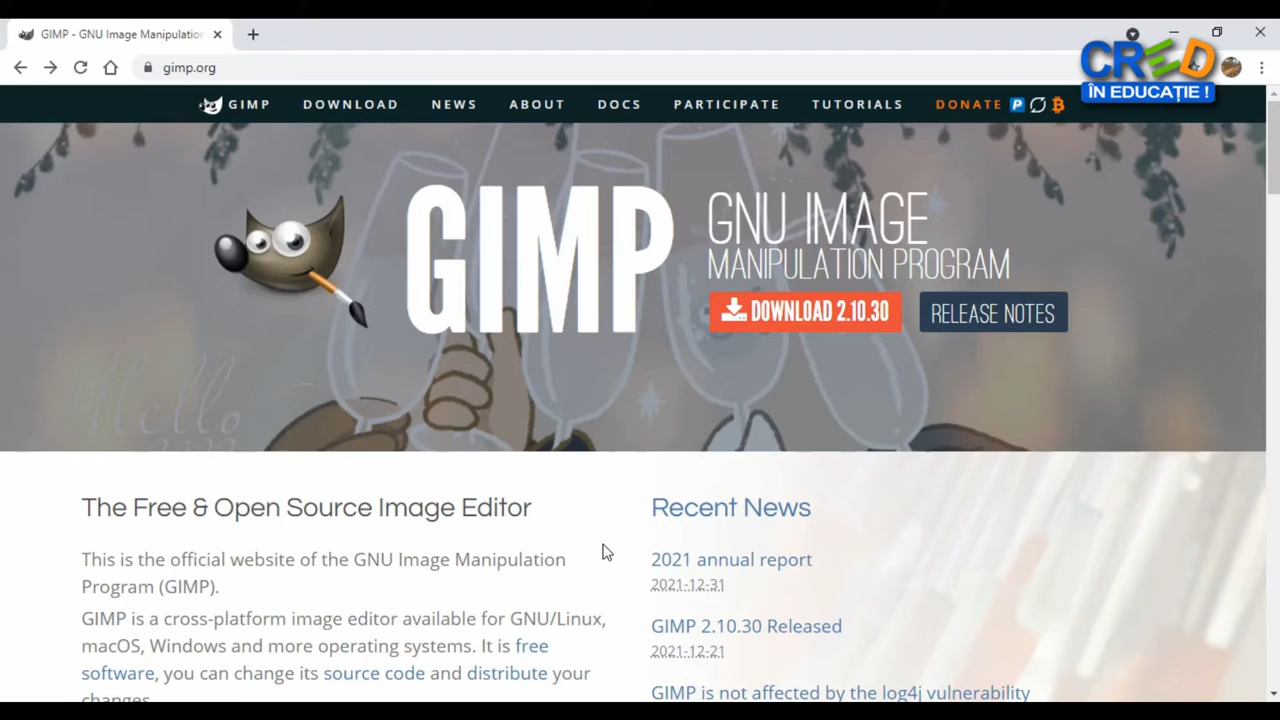 GIMP - GNU Image Manipulation
gimp.org
CRED
ÎN EDUCAȚIE !
GIMP DOWNLOAD NEWS ABOUT DOCS PARTICIPATE TUTORIALS DONATE
GIMP
GNU IMAGE
MANIPULATION PROGRAM
DOWNLOAD 2.10.30
RELEASE NOTES
Hello
The Free & Open Source Image Editor
This is the official website of the GNU Image Manipulation
Program (GIMP).
GIMP is a cross-platform image editor available for GNU/Linux,
macOS, Windows and more operating systems. It is free
software, you can change its source code and distribute your
changes.
Recent News
2021 annual report
2021-12-31
GIMP 2.10.30 Released
2021-12-21
GIMP is not affected by the log4j vulnerability